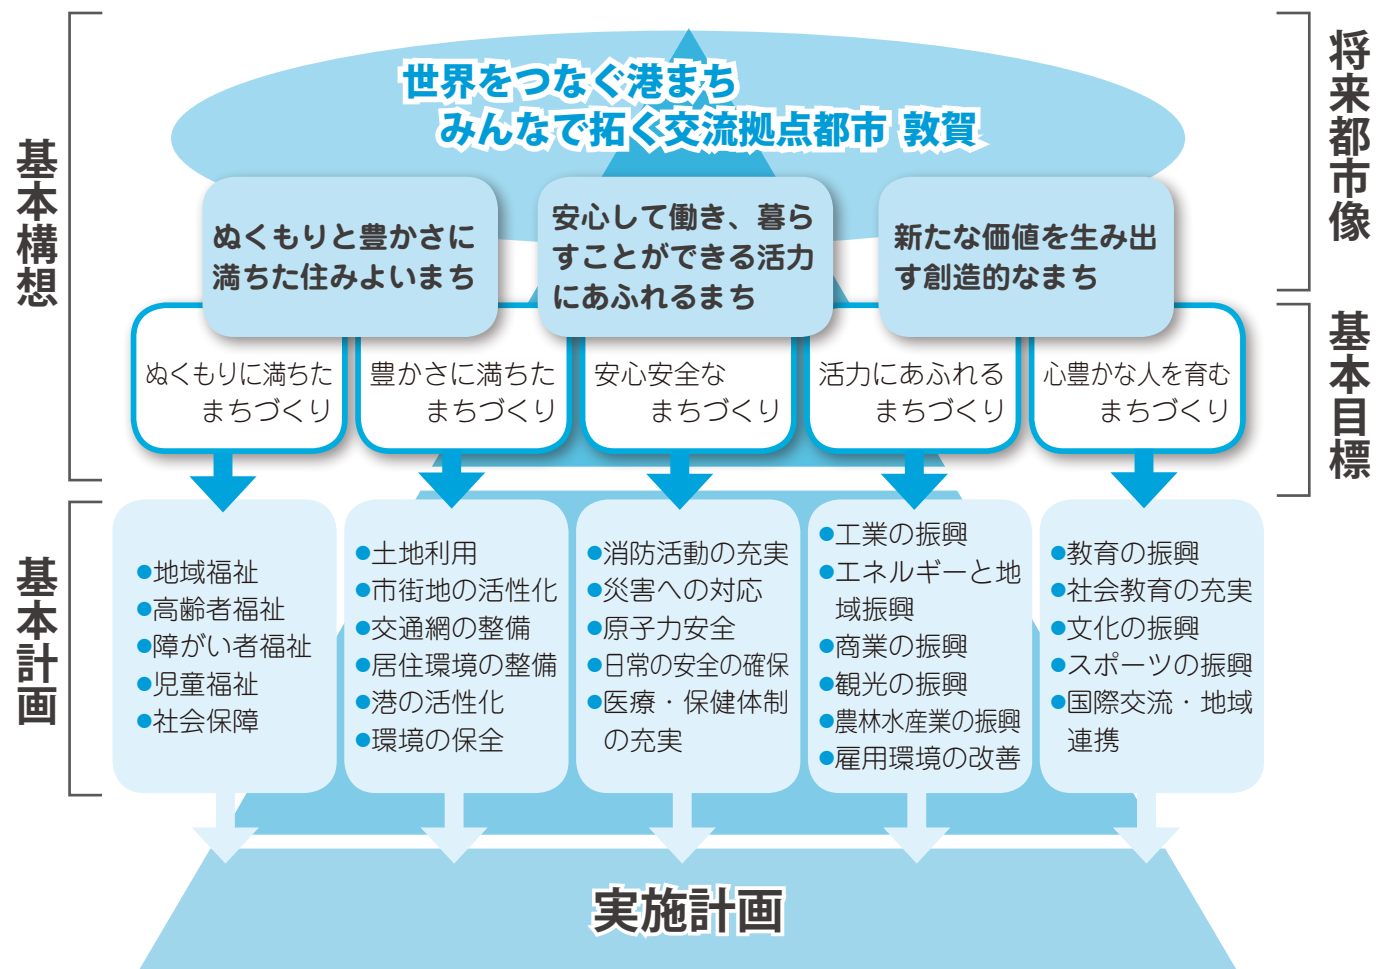 世界をつなぐ港まち
みんなで拓く交流拠点都市 敦賀
基本構想
将来都市像
ぬくもりと豊かさに
満ちた住みよいまち
安心して働き、暮ら
すことができる活力
にあふれるまち
新たな価値を生み出
す創造的なまち
基本目標
ぬくもりに満ちた
まちづくり
豊かさに満ちた
まちづくり
安心安全な
まちづくり
活力にあふれる
まちづくり
心豊かな人を育む
まちづくり
基本計画
●地域福祉
●高齢者福祉
●障がい者福祉
●児童福祉
●社会保障
●土地利用
●市街地の活性化
●交通網の整備
●居住環境の整備
●港の活性化
●環境の保全
●消防活動の充実
●災害への対応
●原子力安全
●日常の安全の確保
●医療・保健体制
の充実
●工業の振興
●エネルギーと地
域振興
●商業の振興
●観光の振興
●農林水産業の振興
●雇用環境の改善
●教育の振興
●社会教育の充実
●文化の振興
●スポーツの振興
●国際交流・地域
連携
実施計画